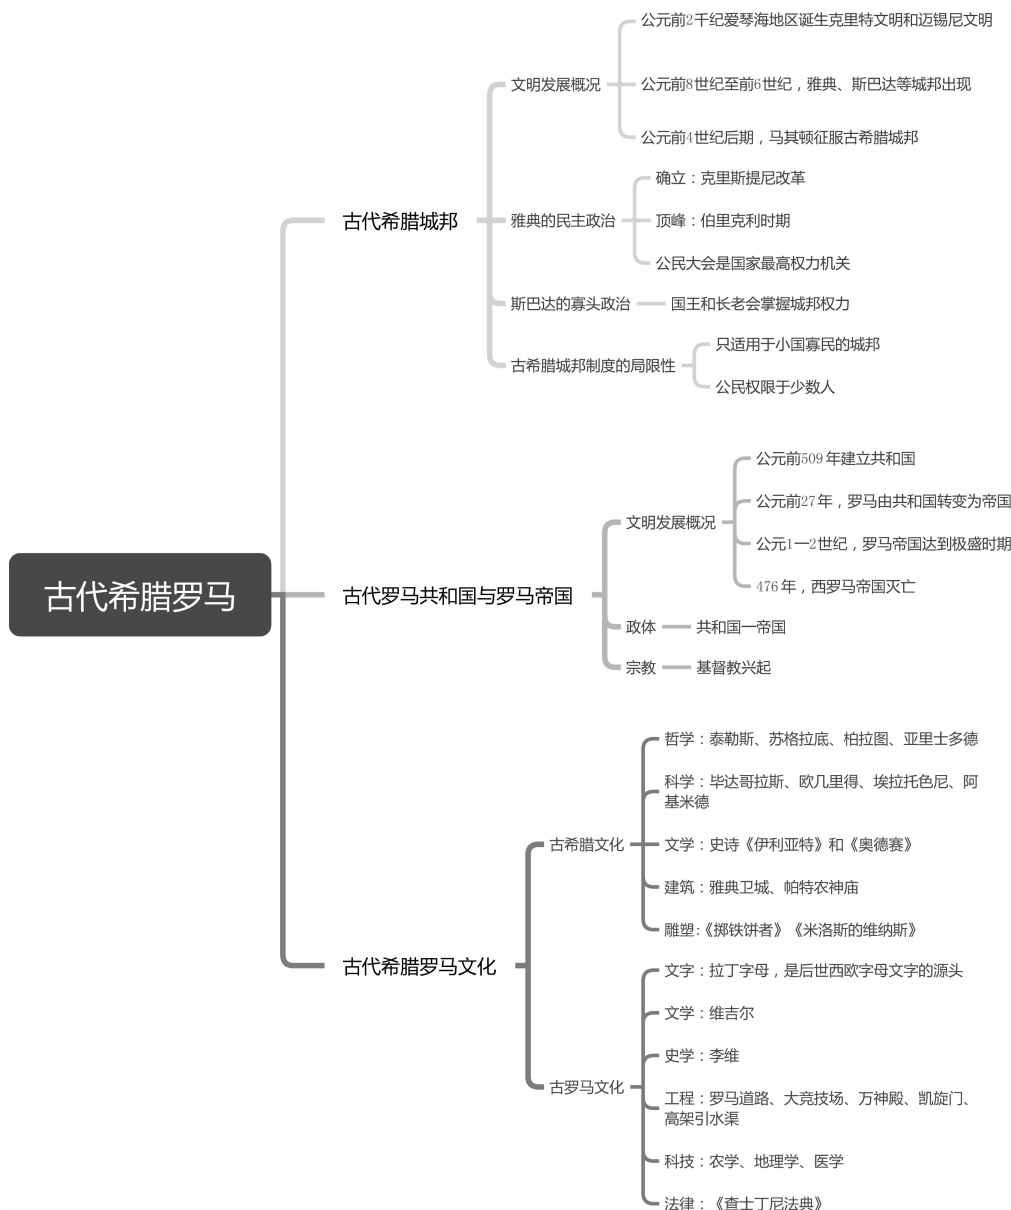 古代希腊罗马
古代希腊城邦
文明发展概况
公元前2千纪爱琴海地区诞生克里特文明和迈锡尼文明
公元前8世纪至前6世纪，雅典、斯巴达等城邦出现
公元前4世纪后期，马其顿征服古希腊城邦
雅典的民主政治
确立：克里斯提尼改革
顶峰：伯里克利时期
公民大会是国家最高权力机关
斯巴达的寡头政治
国王和长老会掌握城邦权力
古希腊城邦制度的局限性
只适用于小国寡民的城邦
公民权限于少数人
古代罗马共和国与罗马帝国
文明发展概况
公元前509年建立共和国
公元前27年，罗马由共和国转变为帝国
公元1一2世纪，罗马帝国达到极盛时期
476年，西罗马帝国灭亡
政体
共和国一帝国
宗教
基督教兴起
古代希腊罗马文化
古希腊文化
哲学：泰勒斯、苏格拉底、柏拉图、亚里士多德
科学：毕达哥拉斯、欧几里得、埃拉托色尼、阿
基米德
文学：史诗《伊利亚特》和《奥德赛》
建筑：雅典卫城、帕特农神庙
雕塑:《掷铁饼者》《米洛斯的维纳斯》
古罗马文化
文字：拉丁字母，是后世西欧字母文字的源头
文学：维吉尔
史学：李维
工程：罗马道路、大竞技场、万神殿、凯旋门、
高架引水渠
科技：农学、地理学、医学
法律：《查士丁尼法典》